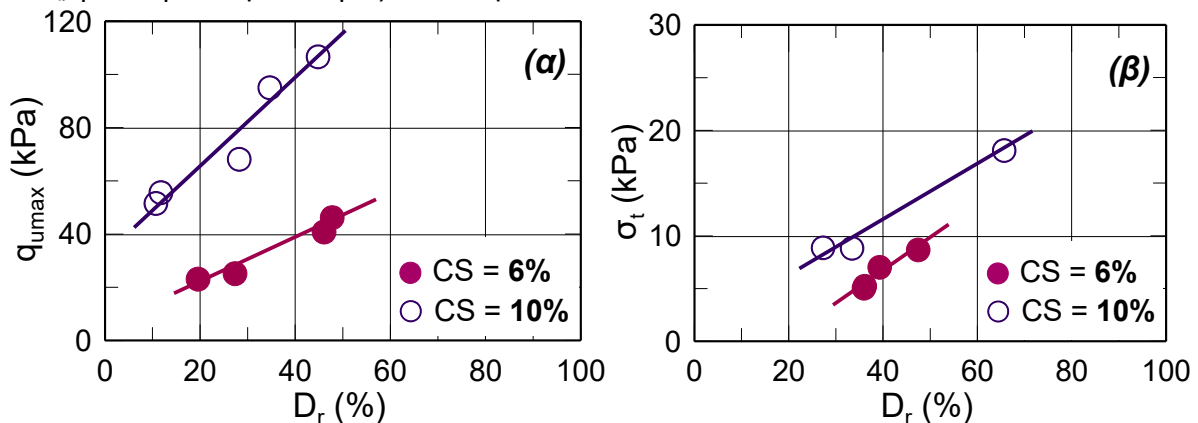 120
80
40
0
q_umax (kPa)
(α)
CS = 6%
CS = 10%
0 20 40 60 80 100
D_r (%)
30
20
10
0
σ_t (kPa)
(β)
CS = 6%
CS = 10%
0 20 40 60 80 100
D_r (%)